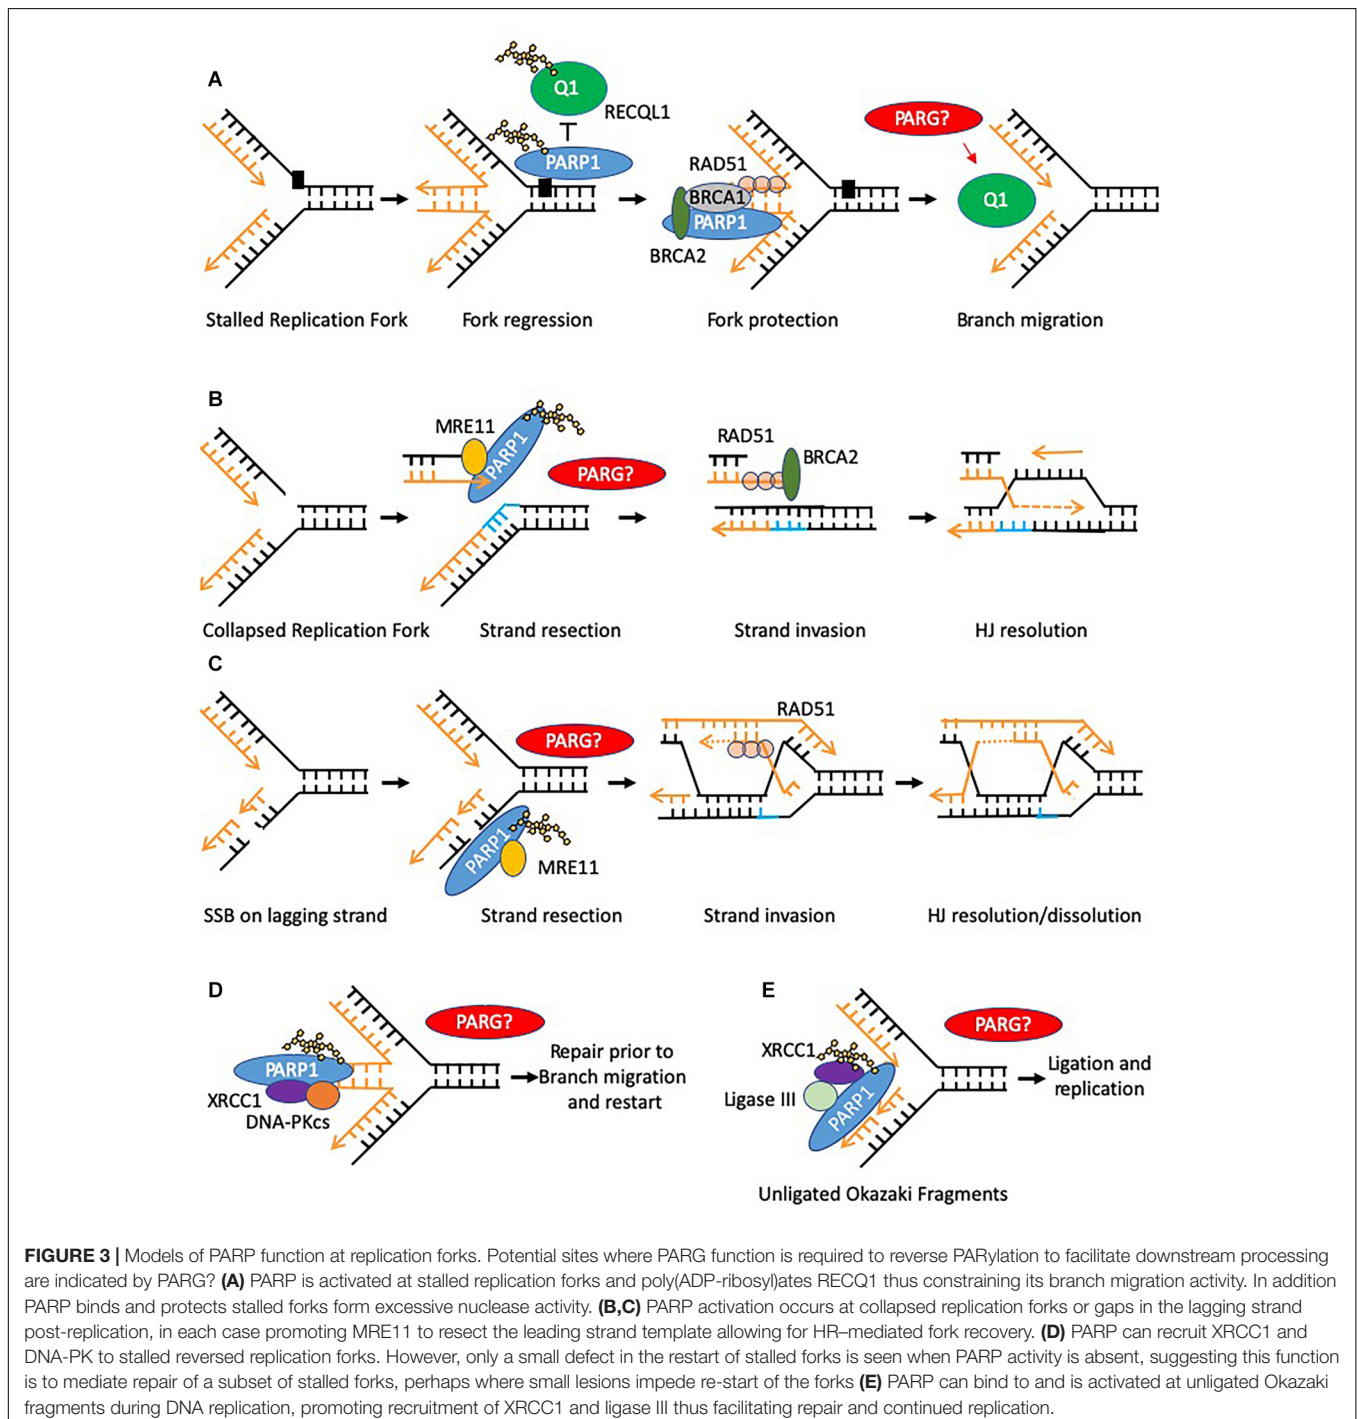 A
Q1
RECQL1
PARP1
RAD51
BRCA1
PARP1
BRCA2
PARG?
Q1
Stalled Replication Fork
Fork regression
Fork protection
Branch migration
B
MRE11
PARP1
PARG?
RAD51
BRCA2
Collapsed Replication Fork
Strand resection
Strand invasion
HJ resolution
C
PARG?
PARP1
MRE11
RAD51
SSB on lagging strand
Strand resection
Strand invasion
HJ resolution/dissolution
D
PARG?
PARP1
XRCC1
DNA-PKcs
Repair prior to
Branch migration
and restart
E
PARG?
XRCC1
Ligase III
PARP1
Ligation and
replication
Unligated Okazaki Fragments
FIGURE 3 | Models of PARP function at replication forks. Potential sites where PARG function is required to reverse PARylation to facilitate downstream processing
are indicated by PARG? (A) PARP is activated at stalled replication forks and poly(ADP-ribosyl)ates RECQ1 thus constraining its branch migration activity. In addition
PARP binds and protects stalled forks form excessive nuclease activity. (B,C) PARP activation occurs at collapsed replication forks or gaps in the lagging strand
post-replication, in each case promoting MRE11 to resect the leading strand template allowing for HR–mediated fork recovery. (D) PARP can recruit XRCC1 and
DNA-PK to stalled reversed replication forks. However, only a small defect in the restart of stalled forks is seen when PARP activity is absent, suggesting this function
is to mediate repair of a subset of stalled forks, perhaps where small lesions impede re-start of the forks (E) PARP can bind to and is activated at unligated Okazaki
fragments during DNA replication, promoting recruitment of XRCC1 and ligase III thus facilitating repair and continued replication.